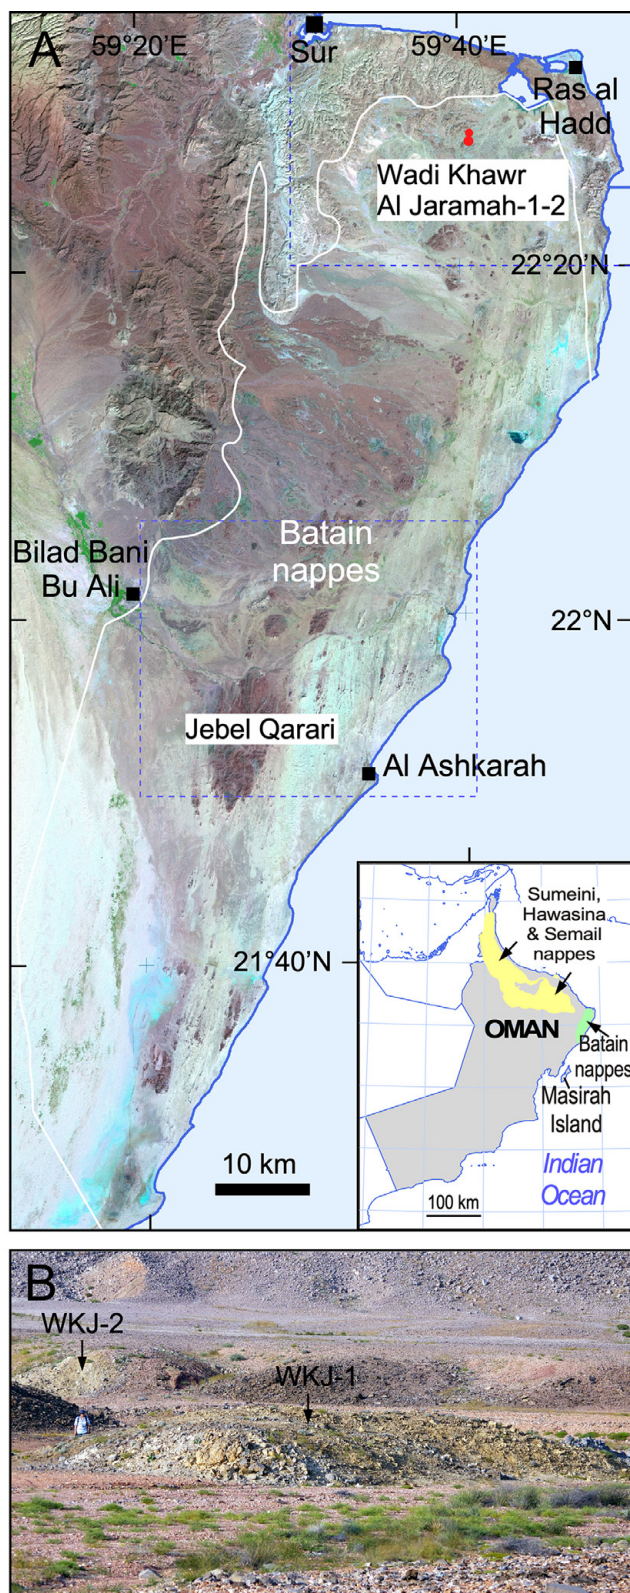 A
59°20'E
59°40'E
Sur
Ras al
Hadd
Wadi Khawr
Al Jaramah-1-2
22°20'N
Batain
nappes
Bilad Bani
Bu Ali
22°N
Jebel Qarari
Al Ashkarah
21°40'N
10 km
Sumeini,
Hawasina
& Semail
nappes
OMAN
Batain
nappes
Masirah
Island
Indian
Ocean
100 km
B
WKJ-2
WKJ-1